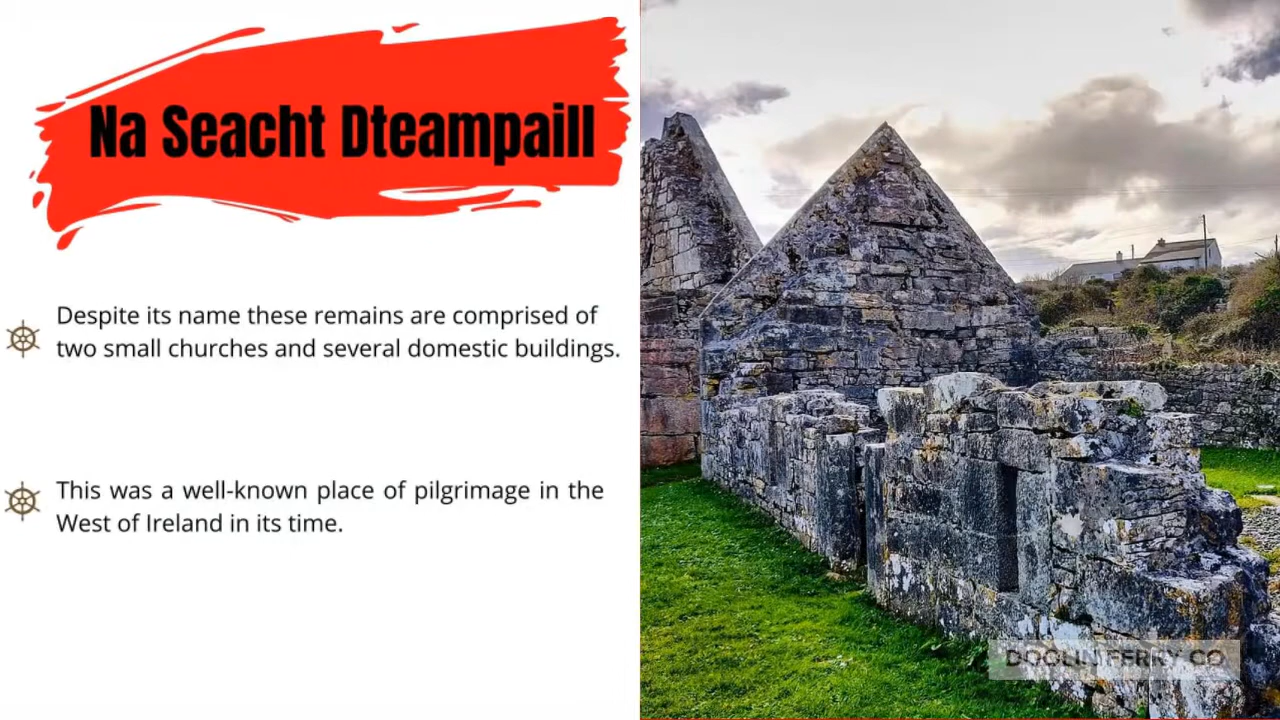 Na Seacht Dteampaill
Despite its name these remains are comprised of
two small churches and several domestic buildings.
This was a well-known place of pilgrimage in the
West of Ireland in its time.
DOOLIN FERRY CO